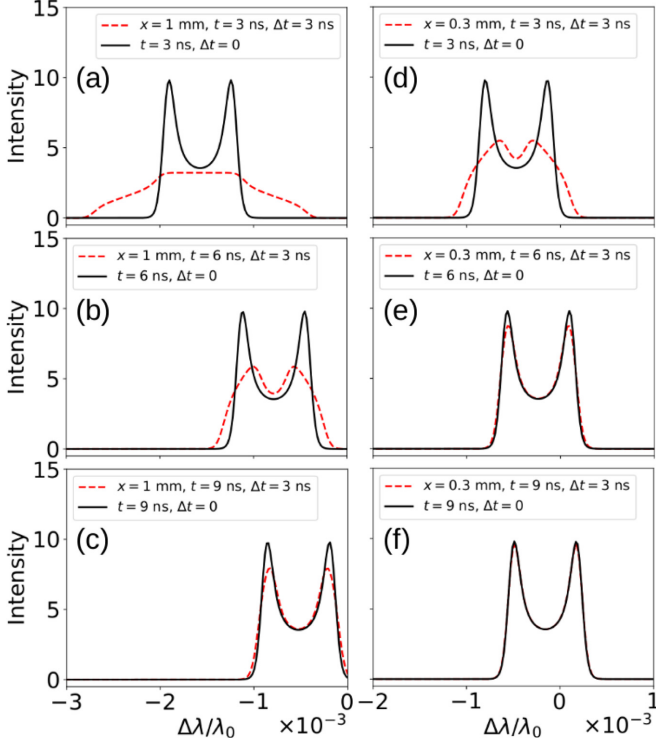 15
x = 1 mm, t = 3 ns, Δt = 3 ns
t = 3 ns, Δt = 0
x = 0.3 mm, t = 3 ns, Δt = 3 ns
t = 3 ns, Δt = 0
(a)
(d)
10
Intensity
5
0
15
x = 1 mm, t = 6 ns, Δt = 3 ns
t = 6 ns, Δt = 0
x = 0.3 mm, t = 6 ns, Δt = 3 ns
t = 6 ns, Δt = 0
(b)
(e)
10
Intensity
5
0
15
x = 1 mm, t = 9 ns, Δt = 3 ns
t = 9 ns, Δt = 0
x = 0.3 mm, t = 9 ns, Δt = 3 ns
t = 9 ns, Δt = 0
(c)
(f)
10
Intensity
5
0
−3 −2 −1 0
−2 −1 0 1
Δλ/λ₀ ×10⁻³
Δλ/λ₀ ×10⁻³